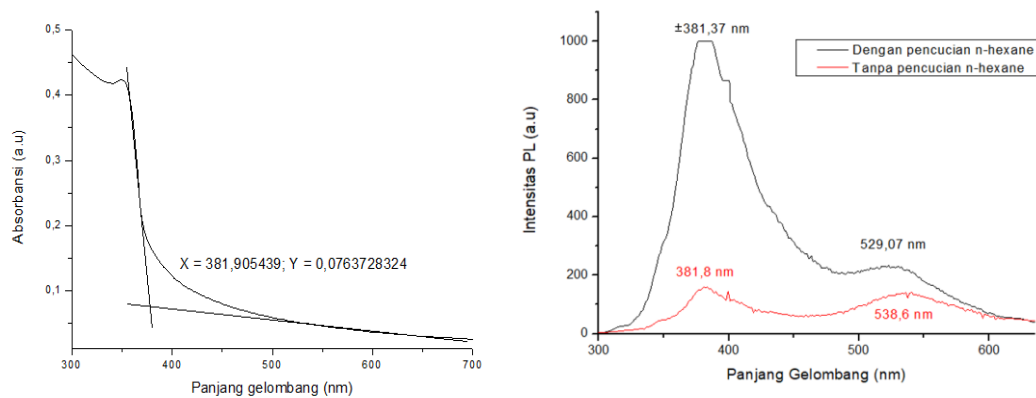 0,5
0,4
0,3
0,2
0,1
Absorbansi (a.u)
X = 381,905439; Y = 0,0763728324
300
400
500
600
700
Panjang gelombang (nm)
±381,37 nm
Dengan pencucian n-hexane
Tanpa pencucian n-hexane
1000
800
600
400
200
0
Intensitas PL (a.u)
529,07 nm
381,8 nm
538,6 nm
300
400
500
600
Panjang Gelombang (nm)